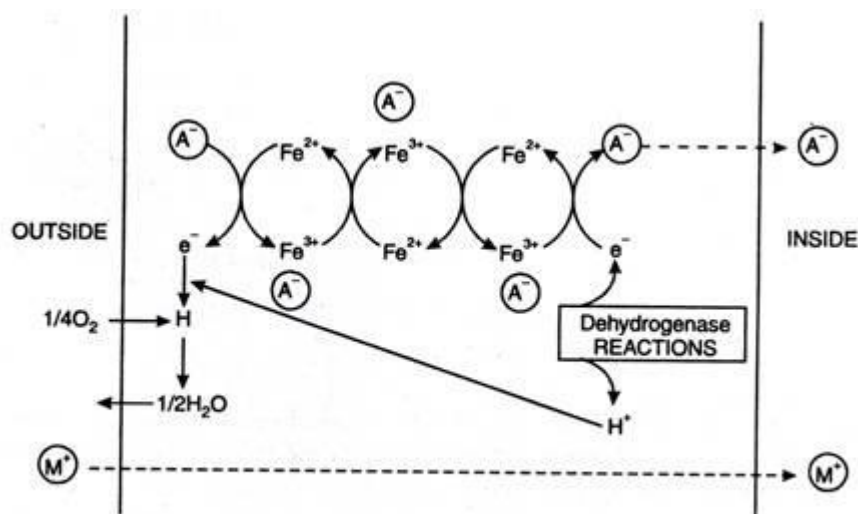 A⁻
A⁻ Fe²⁺ Fe³⁺ Fe²⁺ A⁻ A⁻
OUTSIDE e⁻ Fe³⁺ Fe²⁺ Fe³⁺ e⁻ INSIDE
A⁻ A⁻
1/4O₂ H Dehydrogenase
REACTIONS
1/2H₂O H⁺
M⁺ M⁺